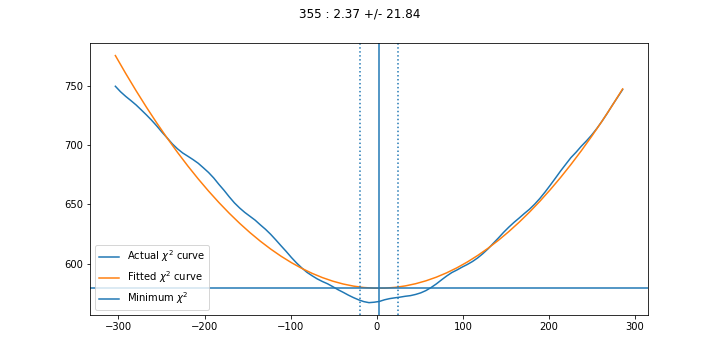 355 : 2.37 +/- 21.84
750
700
650
600
Actual χ² curve
Fitted χ² curve
Minimum χ²
−300 −200 −100 0 100 200 300